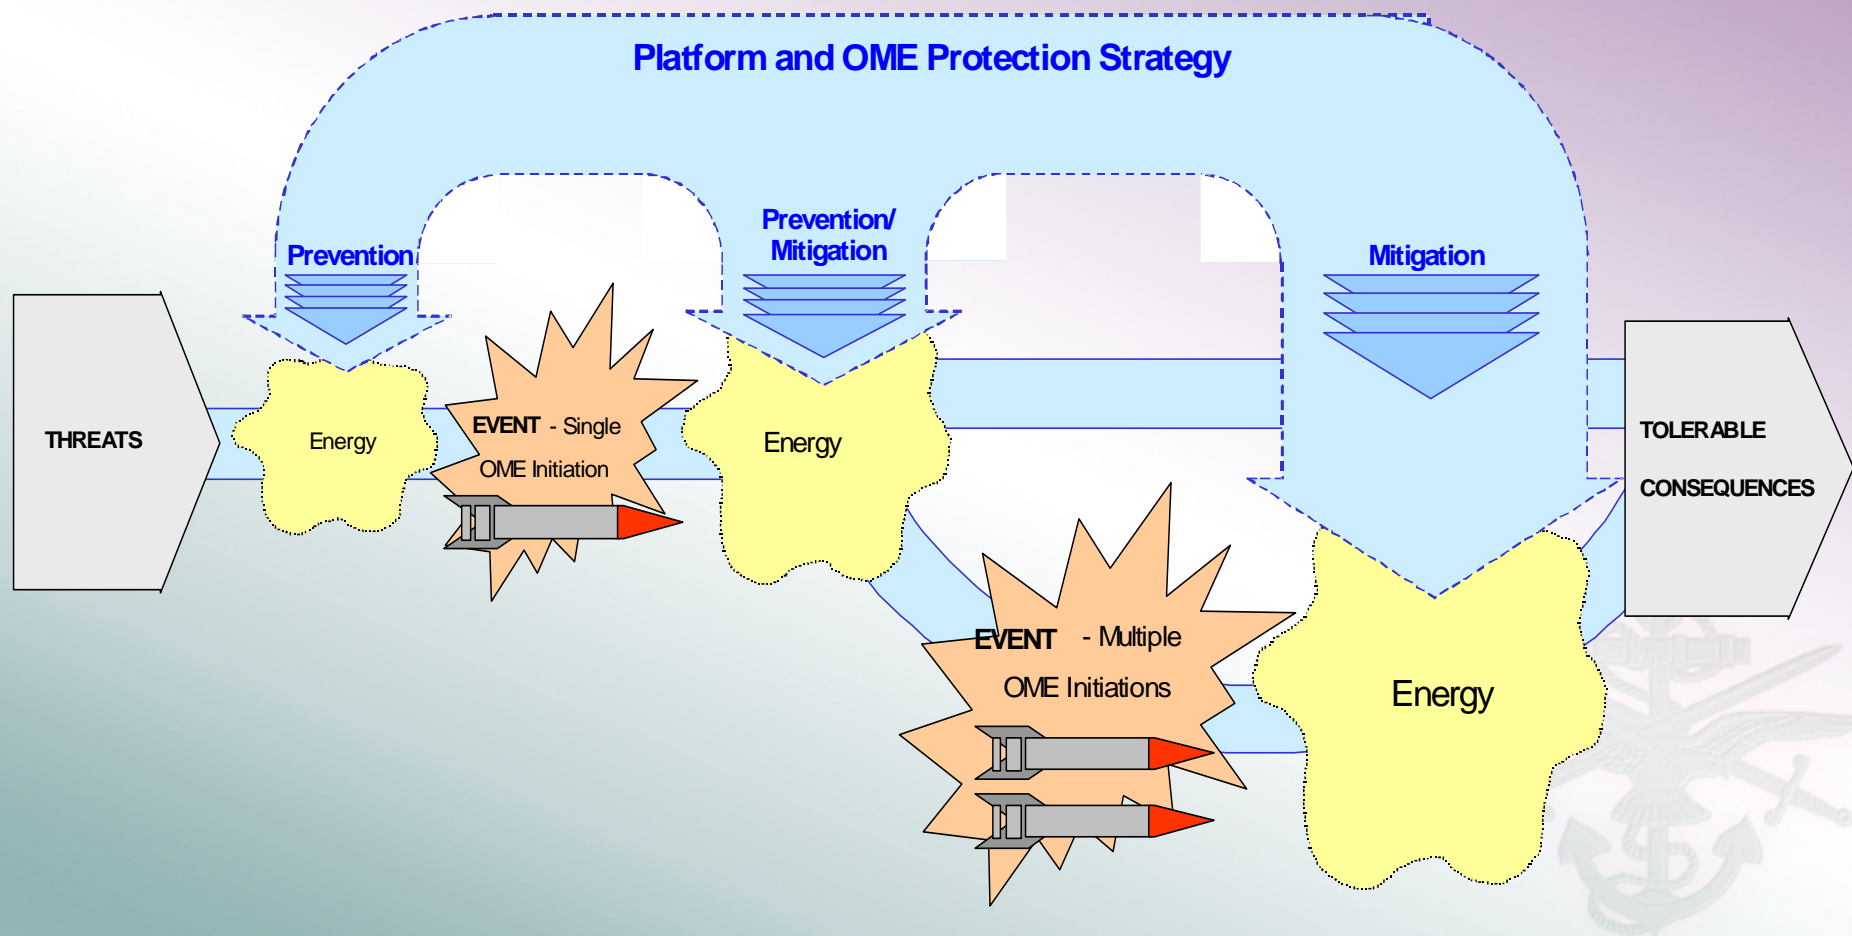 Platform and OME Protection Strategy
Prevention
Prevention/
Mitigation
Mitigation
THREATS
Energy
EVENT - Single
OME Initiation
Energy
EVENT - Multiple
OME Initiations
Energy
TOLERABLE
CONSEQUENCES